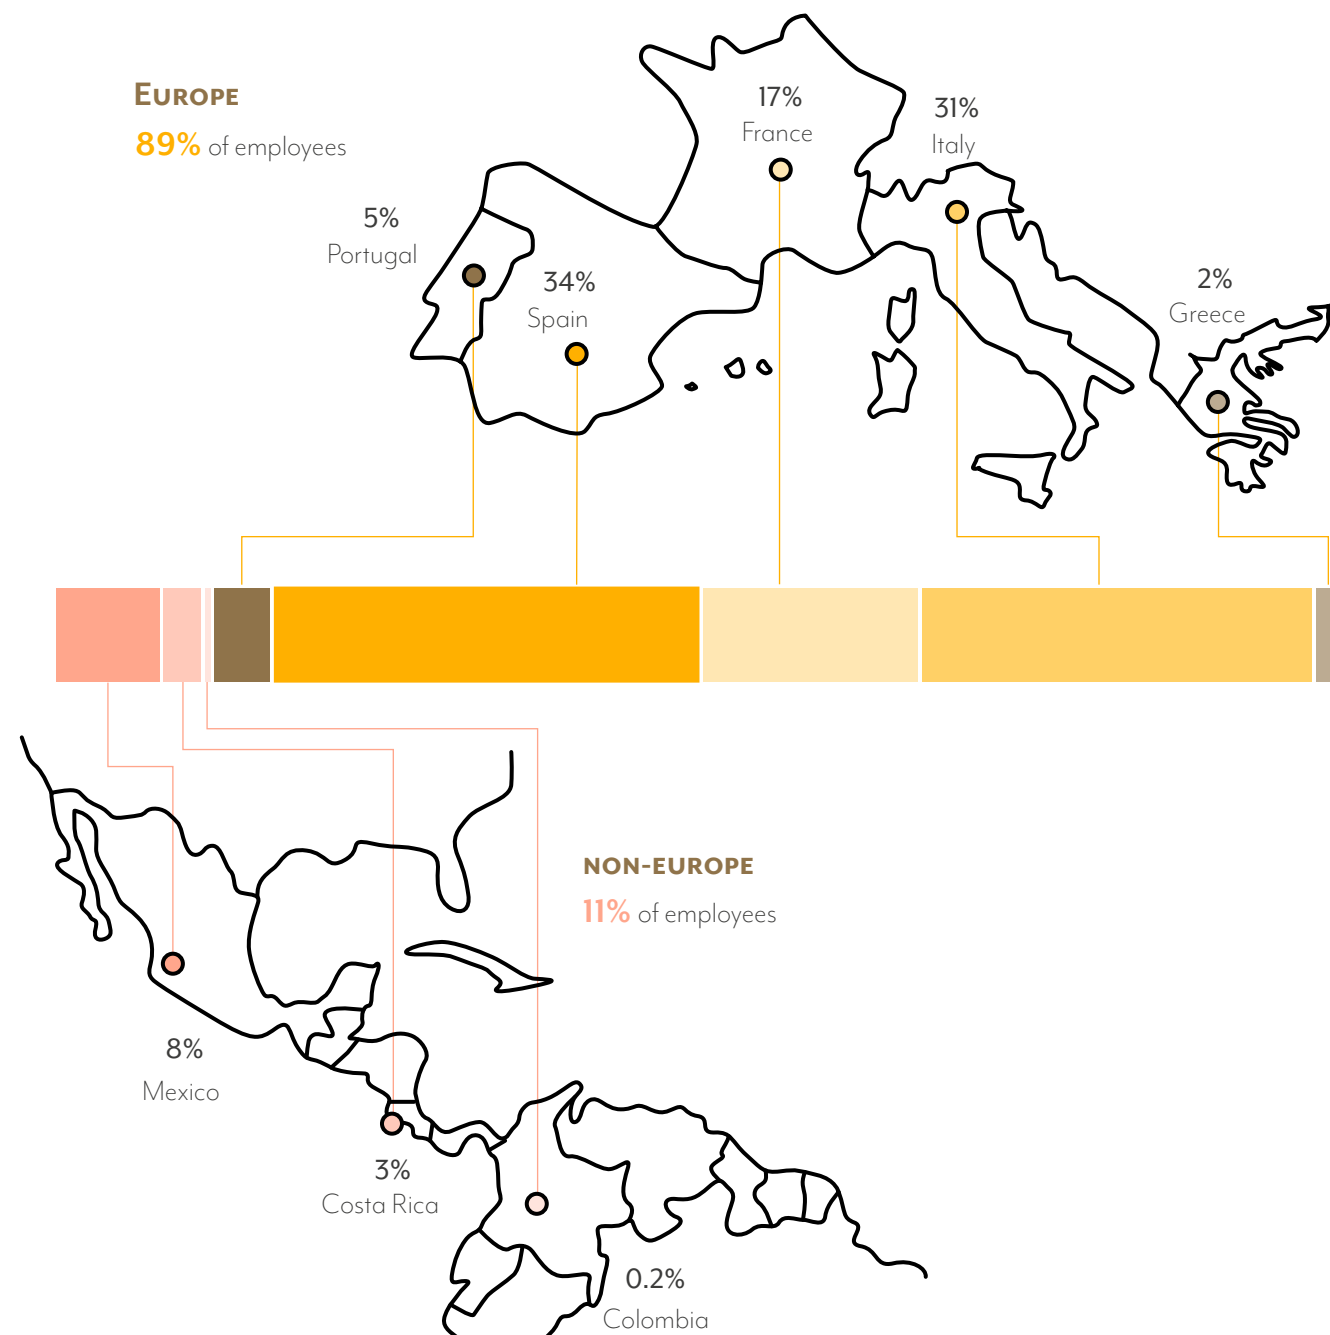 EUROPE
89% of employees
17%
France
31%
Italy
5%
Portugal
34%
Spain
2%
Greece
NON-EUROPE
11% of employees
8%
Mexico
3%
Costa Rica
0.2%
Colombia